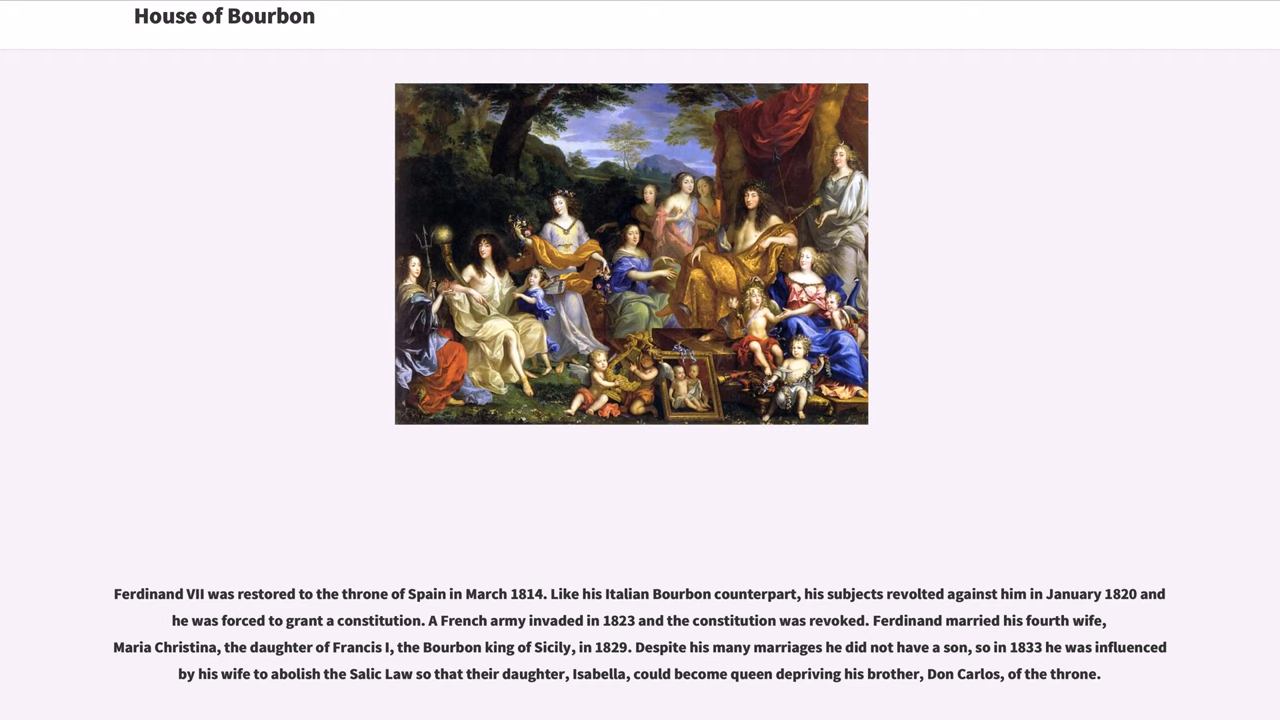 House of Bourbon
Ferdinand VII was restored to the throne of Spain in March 1814. Like his Italian Bourbon counterpart, his subjects revolted against him in January 1820 and
he was forced to grant a constitution. A French army invaded in 1823 and the constitution was revoked. Ferdinand married his fourth wife,
Maria Christina, the daughter of Francis I, the Bourbon king of Sicily, in 1829. Despite his many marriages he did not have a son, so in 1833 he was influenced
by his wife to abolish the Salic Law so that their daughter, Isabella, could become queen depriving his brother, Don Carlos, of the throne.